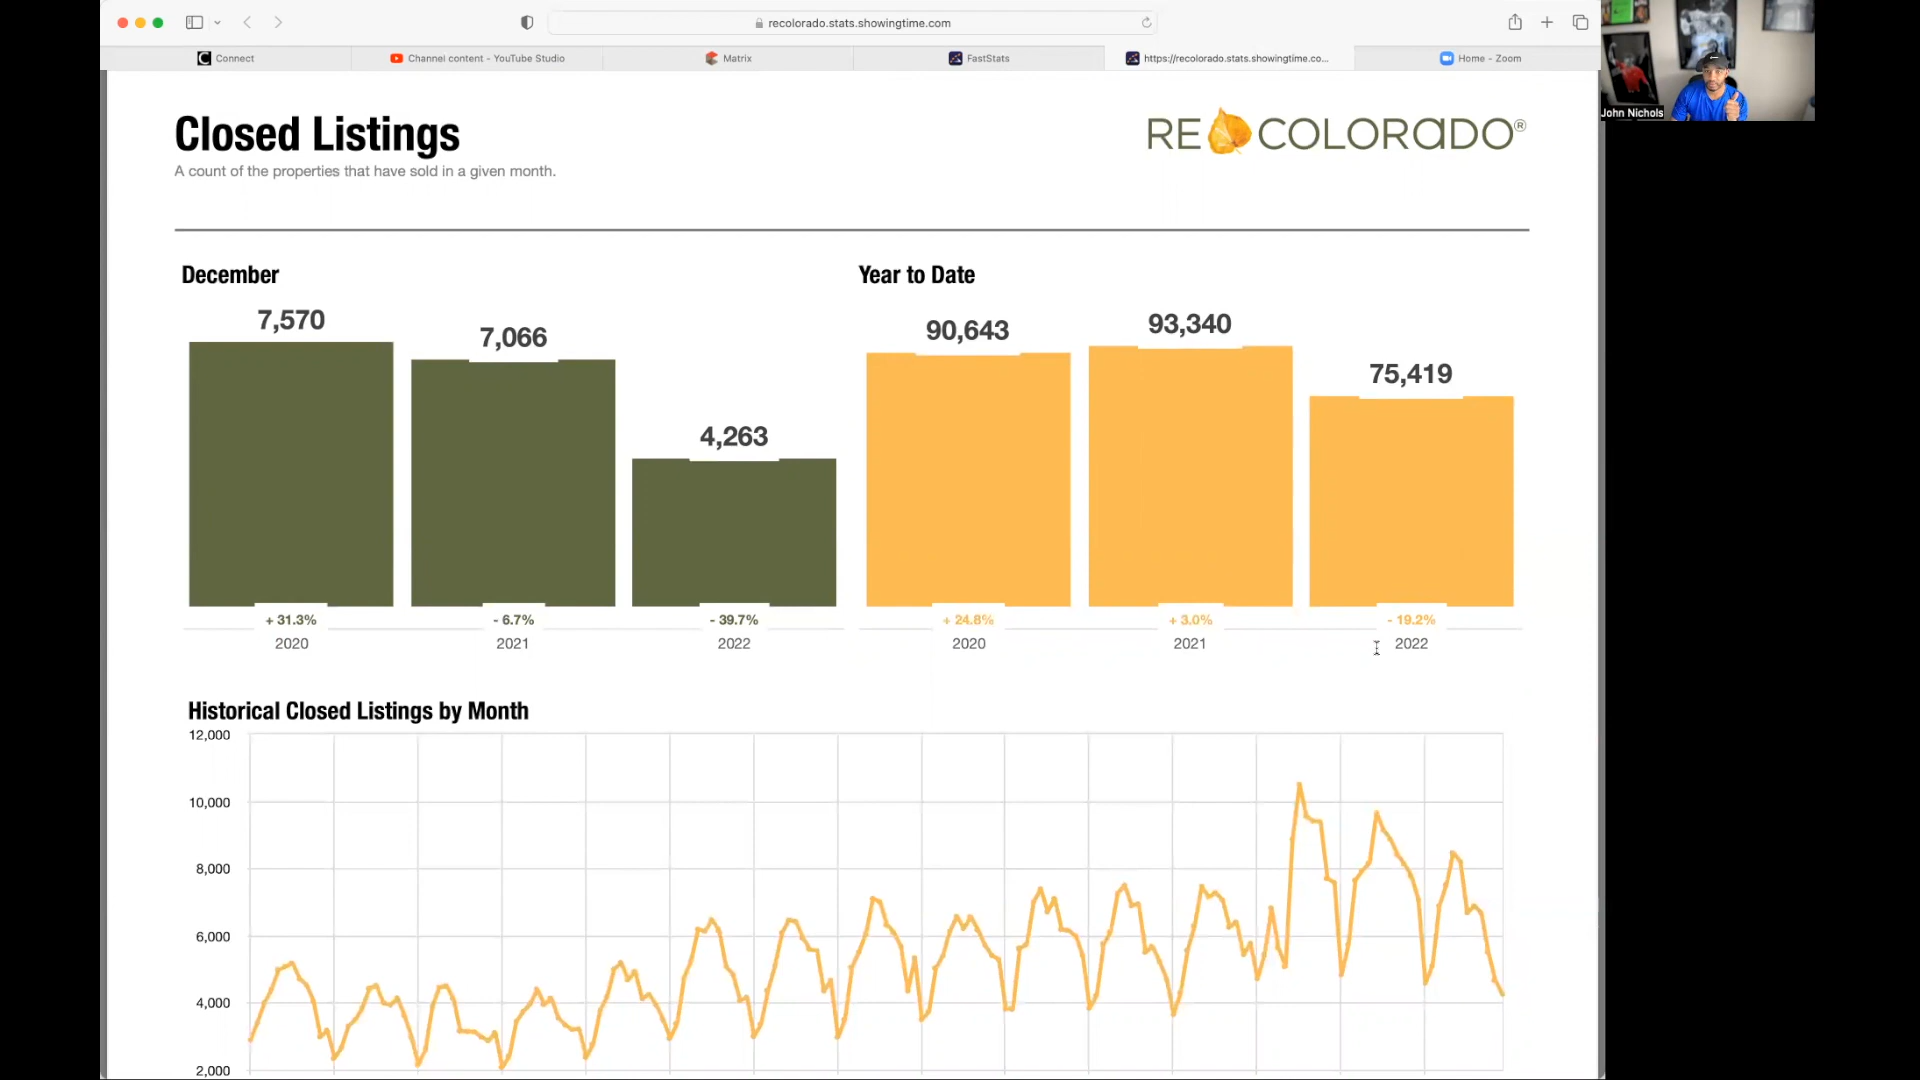 recolorado.stats.showingtime.com
Connect
Channel content - YouTube Studio
Matrix
FastStats
https://recolorado.stats.showingtime.co...
Home - Zoom
John Nichols
Closed Listings
RECOLORADO®
A count of the properties that have sold in a given month.
December
7,570
7,066
4,263
+ 31.3%
- 6.7%
- 39.7%
2020
2021
2022
Year to Date
90,643
93,340
75,419
+ 24.8%
+ 3.0%
- 19.2%
2020
2021
2022
Historical Closed Listings by Month
12,000
10,000
8,000
6,000
4,000
2,000